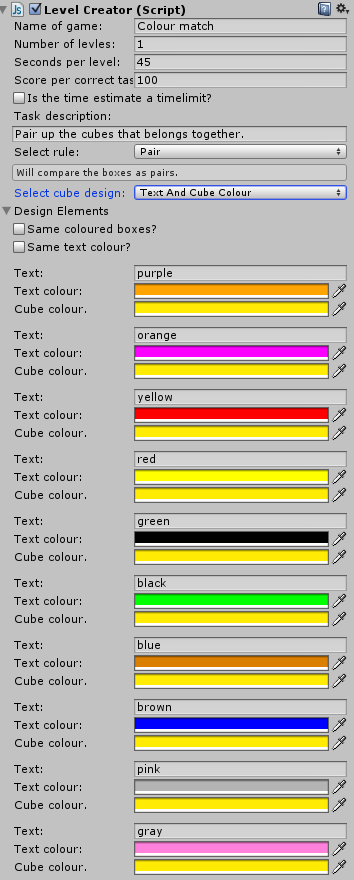 Level Creator (Script)
Name of game: Colour match
Number of levles: 1
Seconds per level: 45
Score per correct tas 100
Is the time estimate a timelimit?
Task description:
Pair up the cubes that belongs together.
Select rule: Pair
Will compare the boxes as pairs.
Select cube design: Text And Cube Colour
Design Elements
Same coloured boxes?
Same text colour?
Text: purple
Text colour:
Cube colour.
Text: orange
Text colour:
Cube colour.
Text: yellow
Text colour:
Cube colour.
Text: red
Text colour:
Cube colour.
Text: green
Text colour:
Cube colour.
Text: black
Text colour:
Cube colour.
Text: blue
Text colour:
Cube colour.
Text: brown
Text colour:
Cube colour.
Text: pink
Text colour:
Cube colour.
Text: gray
Text colour:
Cube colour.